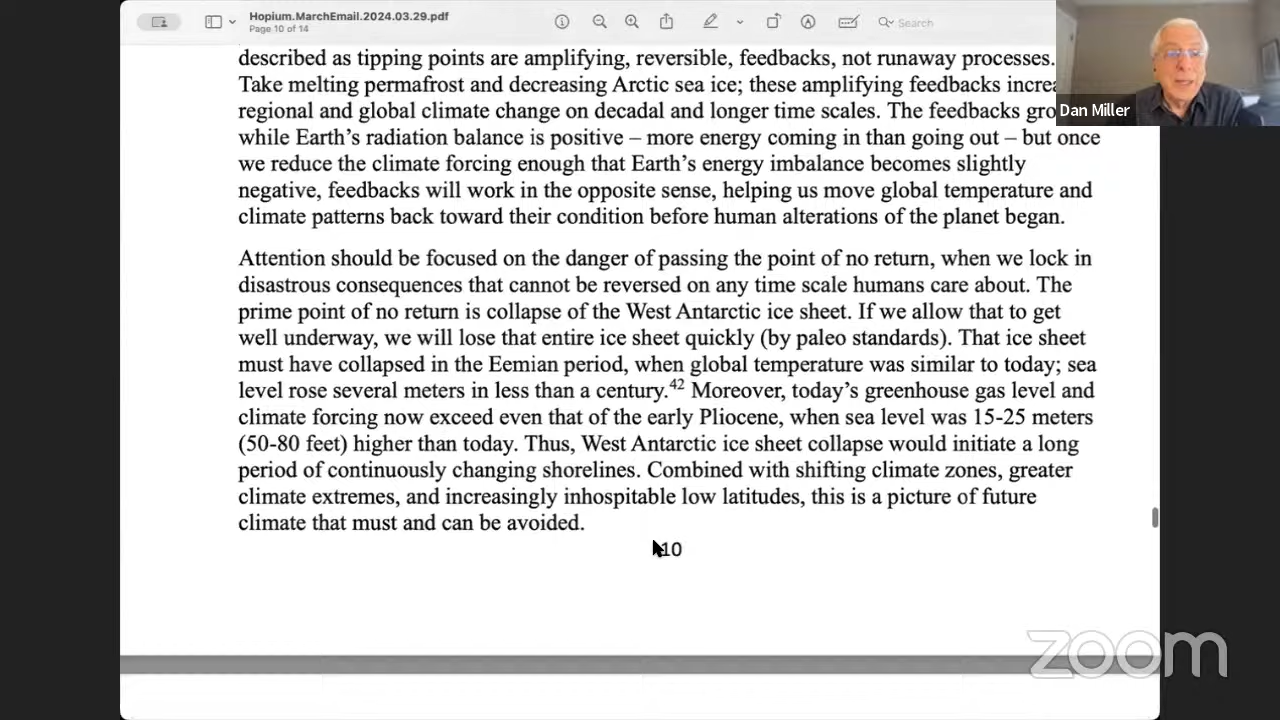 Hopium.MarchEmail.2024.03.29.pdf
Page 10 of 14
Search
described as tipping points are amplifying, reversible, feedbacks, not runaway processes.
Take melting permafrost and decreasing Arctic sea ice; these amplifying feedbacks increa
regional and global climate change on decadal and longer time scales. The feedbacks gro
while Earth's radiation balance is positive – more energy coming in than going out – but once
we reduce the climate forcing enough that Earth's energy imbalance becomes slightly
negative, feedbacks will work in the opposite sense, helping us move global temperature and
climate patterns back toward their condition before human alterations of the planet began.
Attention should be focused on the danger of passing the point of no return, when we lock in
disastrous consequences that cannot be reversed on any time scale humans care about. The
prime point of no return is collapse of the West Antarctic ice sheet. If we allow that to get
well underway, we will lose that entire ice sheet quickly (by paleo standards). That ice sheet
must have collapsed in the Eemian period, when global temperature was similar to today; sea
level rose several meters in less than a century.42 Moreover, today's greenhouse gas level and
climate forcing now exceed even that of the early Pliocene, when sea level was 15-25 meters
(50-80 feet) higher than today. Thus, West Antarctic ice sheet collapse would initiate a long
period of continuously changing shorelines. Combined with shifting climate zones, greater
climate extremes, and increasingly inhospitable low latitudes, this is a picture of future
climate that must and can be avoided.
10
Dan Miller
zoom